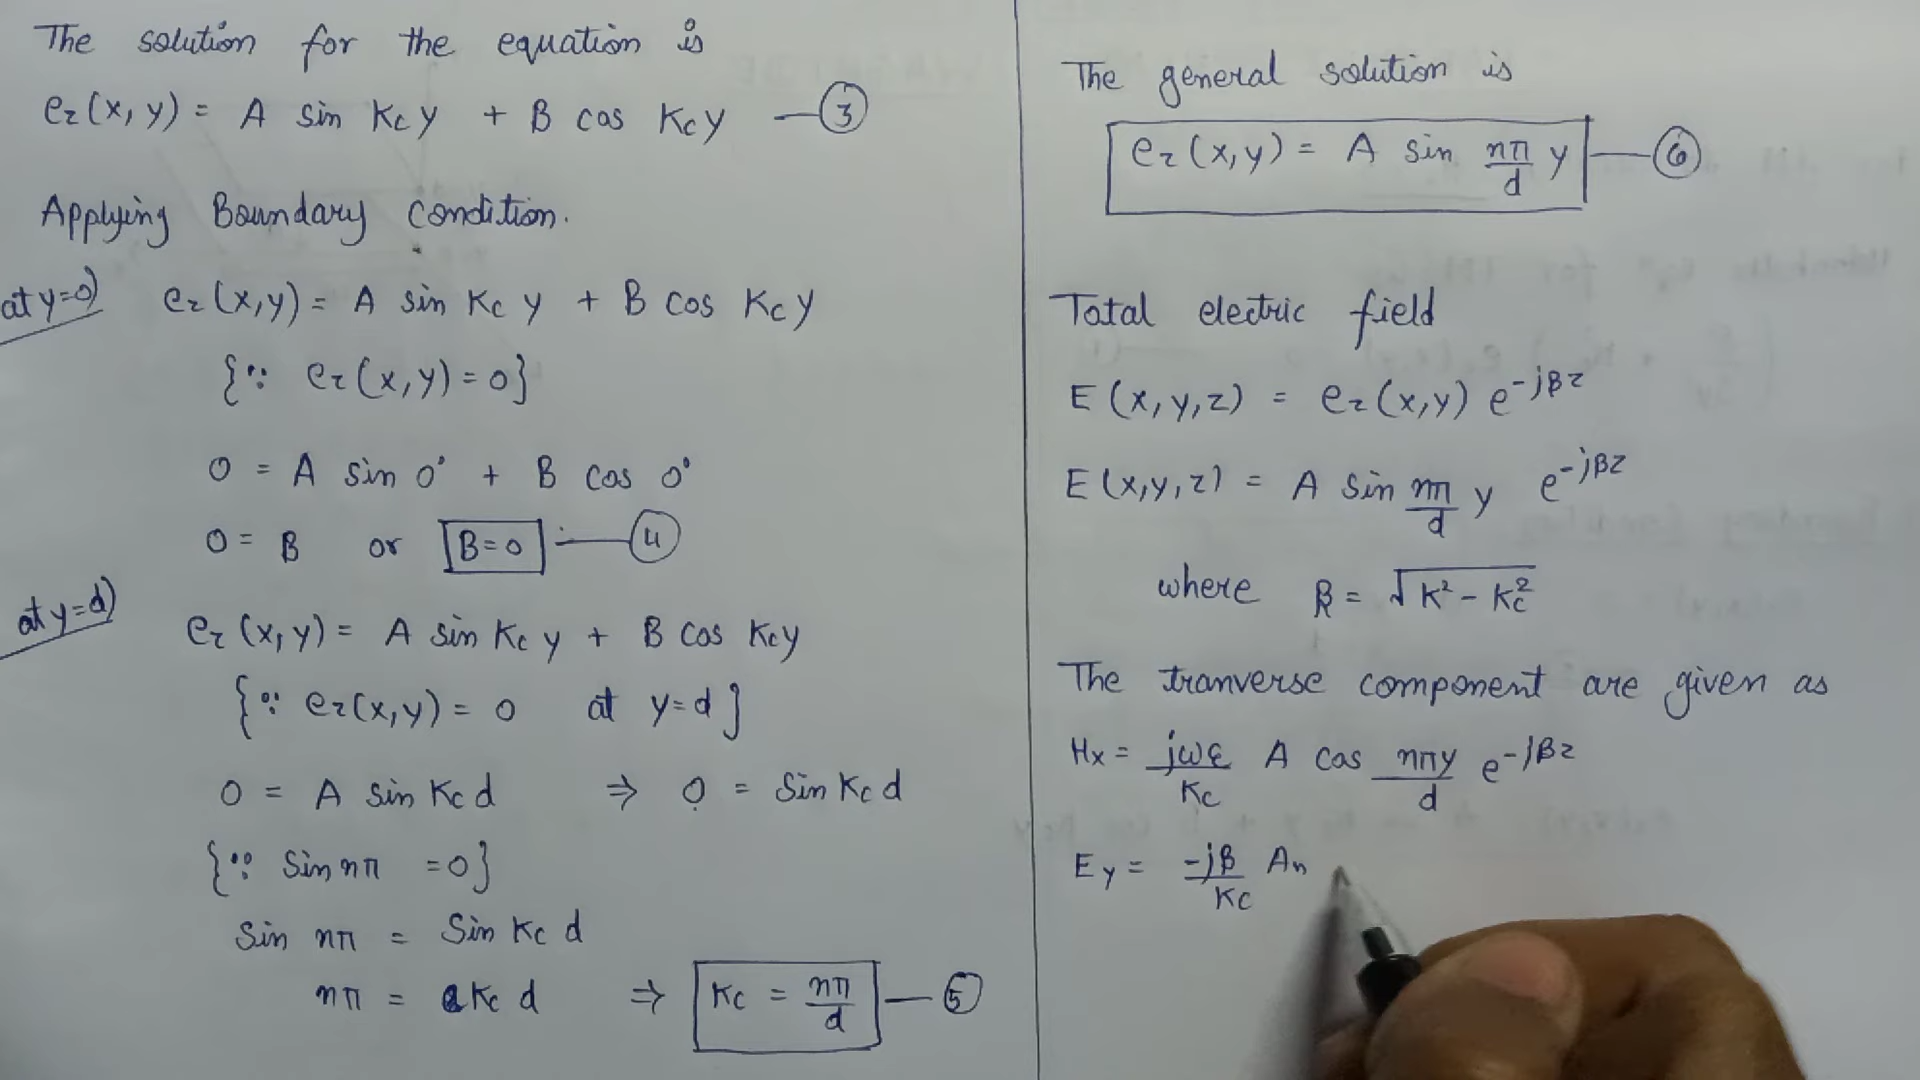 The solution for the equation is
ez(x,y) = A sin Kc y + B cos Kc y — ③
Applying Boundary Condition.
at y=0) ez(x,y) = A sin Kc y + B cos Kc y
{∵ ez(x,y) = 0}
0 = A sin 0° + B cos 0°
0 = B or B=0 — ④
at y=d) ez(x,y) = A sin Kc y + B cos Kc y
{∵ ez(x,y) = 0 at y=d}
0 = A sin Kc d ⇒ 0 = Sin Kc d
{∵ Sin nπ = 0}
Sin nπ = Sin Kc d
nπ = Kc d ⇒ Kc = nπ/d — ⑤
The general solution is
ez(x,y) = A sin nπ/d y — ⑥
Total electric field
E(x,y,z) = ez(x,y) e^-jβz
E(x,y,z) = A sin nπ/d y e^-jβz
where β = √K² - Kc²
The tranverse component are given as
Hx = jωε/Kc A cos nπy/d e^-jβz
Ey = -jβ/Kc An